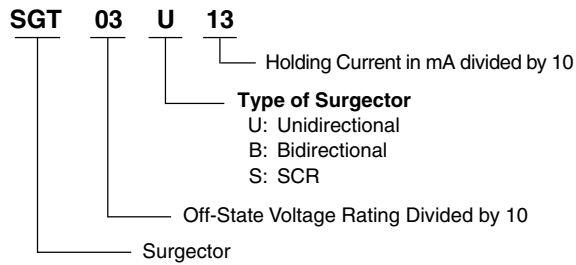 SGT 03 U 13
Holding Current in mA divided by 10
Type of Surgector
U: Unidirectional
B: Bidirectional
S: SCR
Off-State Voltage Rating Divided by 10
Surgector